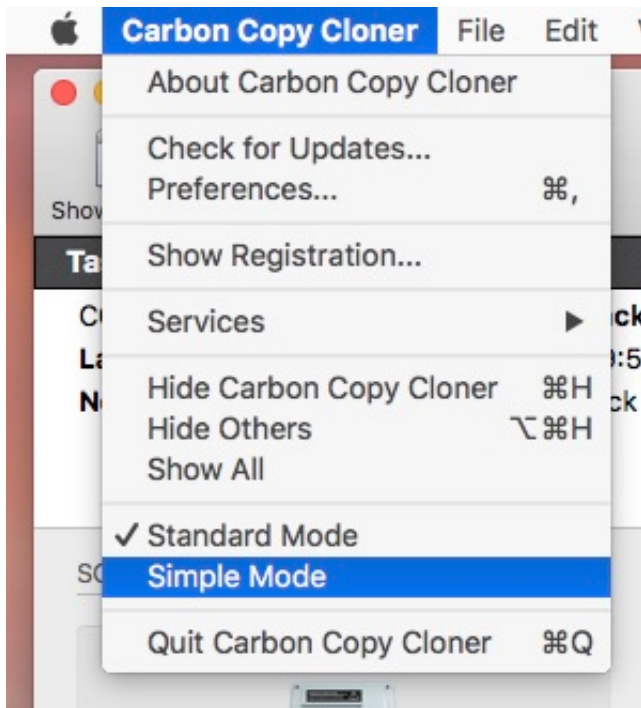 Carbon Copy Cloner File Edit
About Carbon Copy Cloner
Check for Updates...
Preferences... ⌘,
Show
Show Registration...
Services ▶
Hide Carbon Copy Cloner ⌘H
Hide Others ⌥⌘H
Show All
✓ Standard Mode
Simple Mode
Quit Carbon Copy Cloner ⌘Q